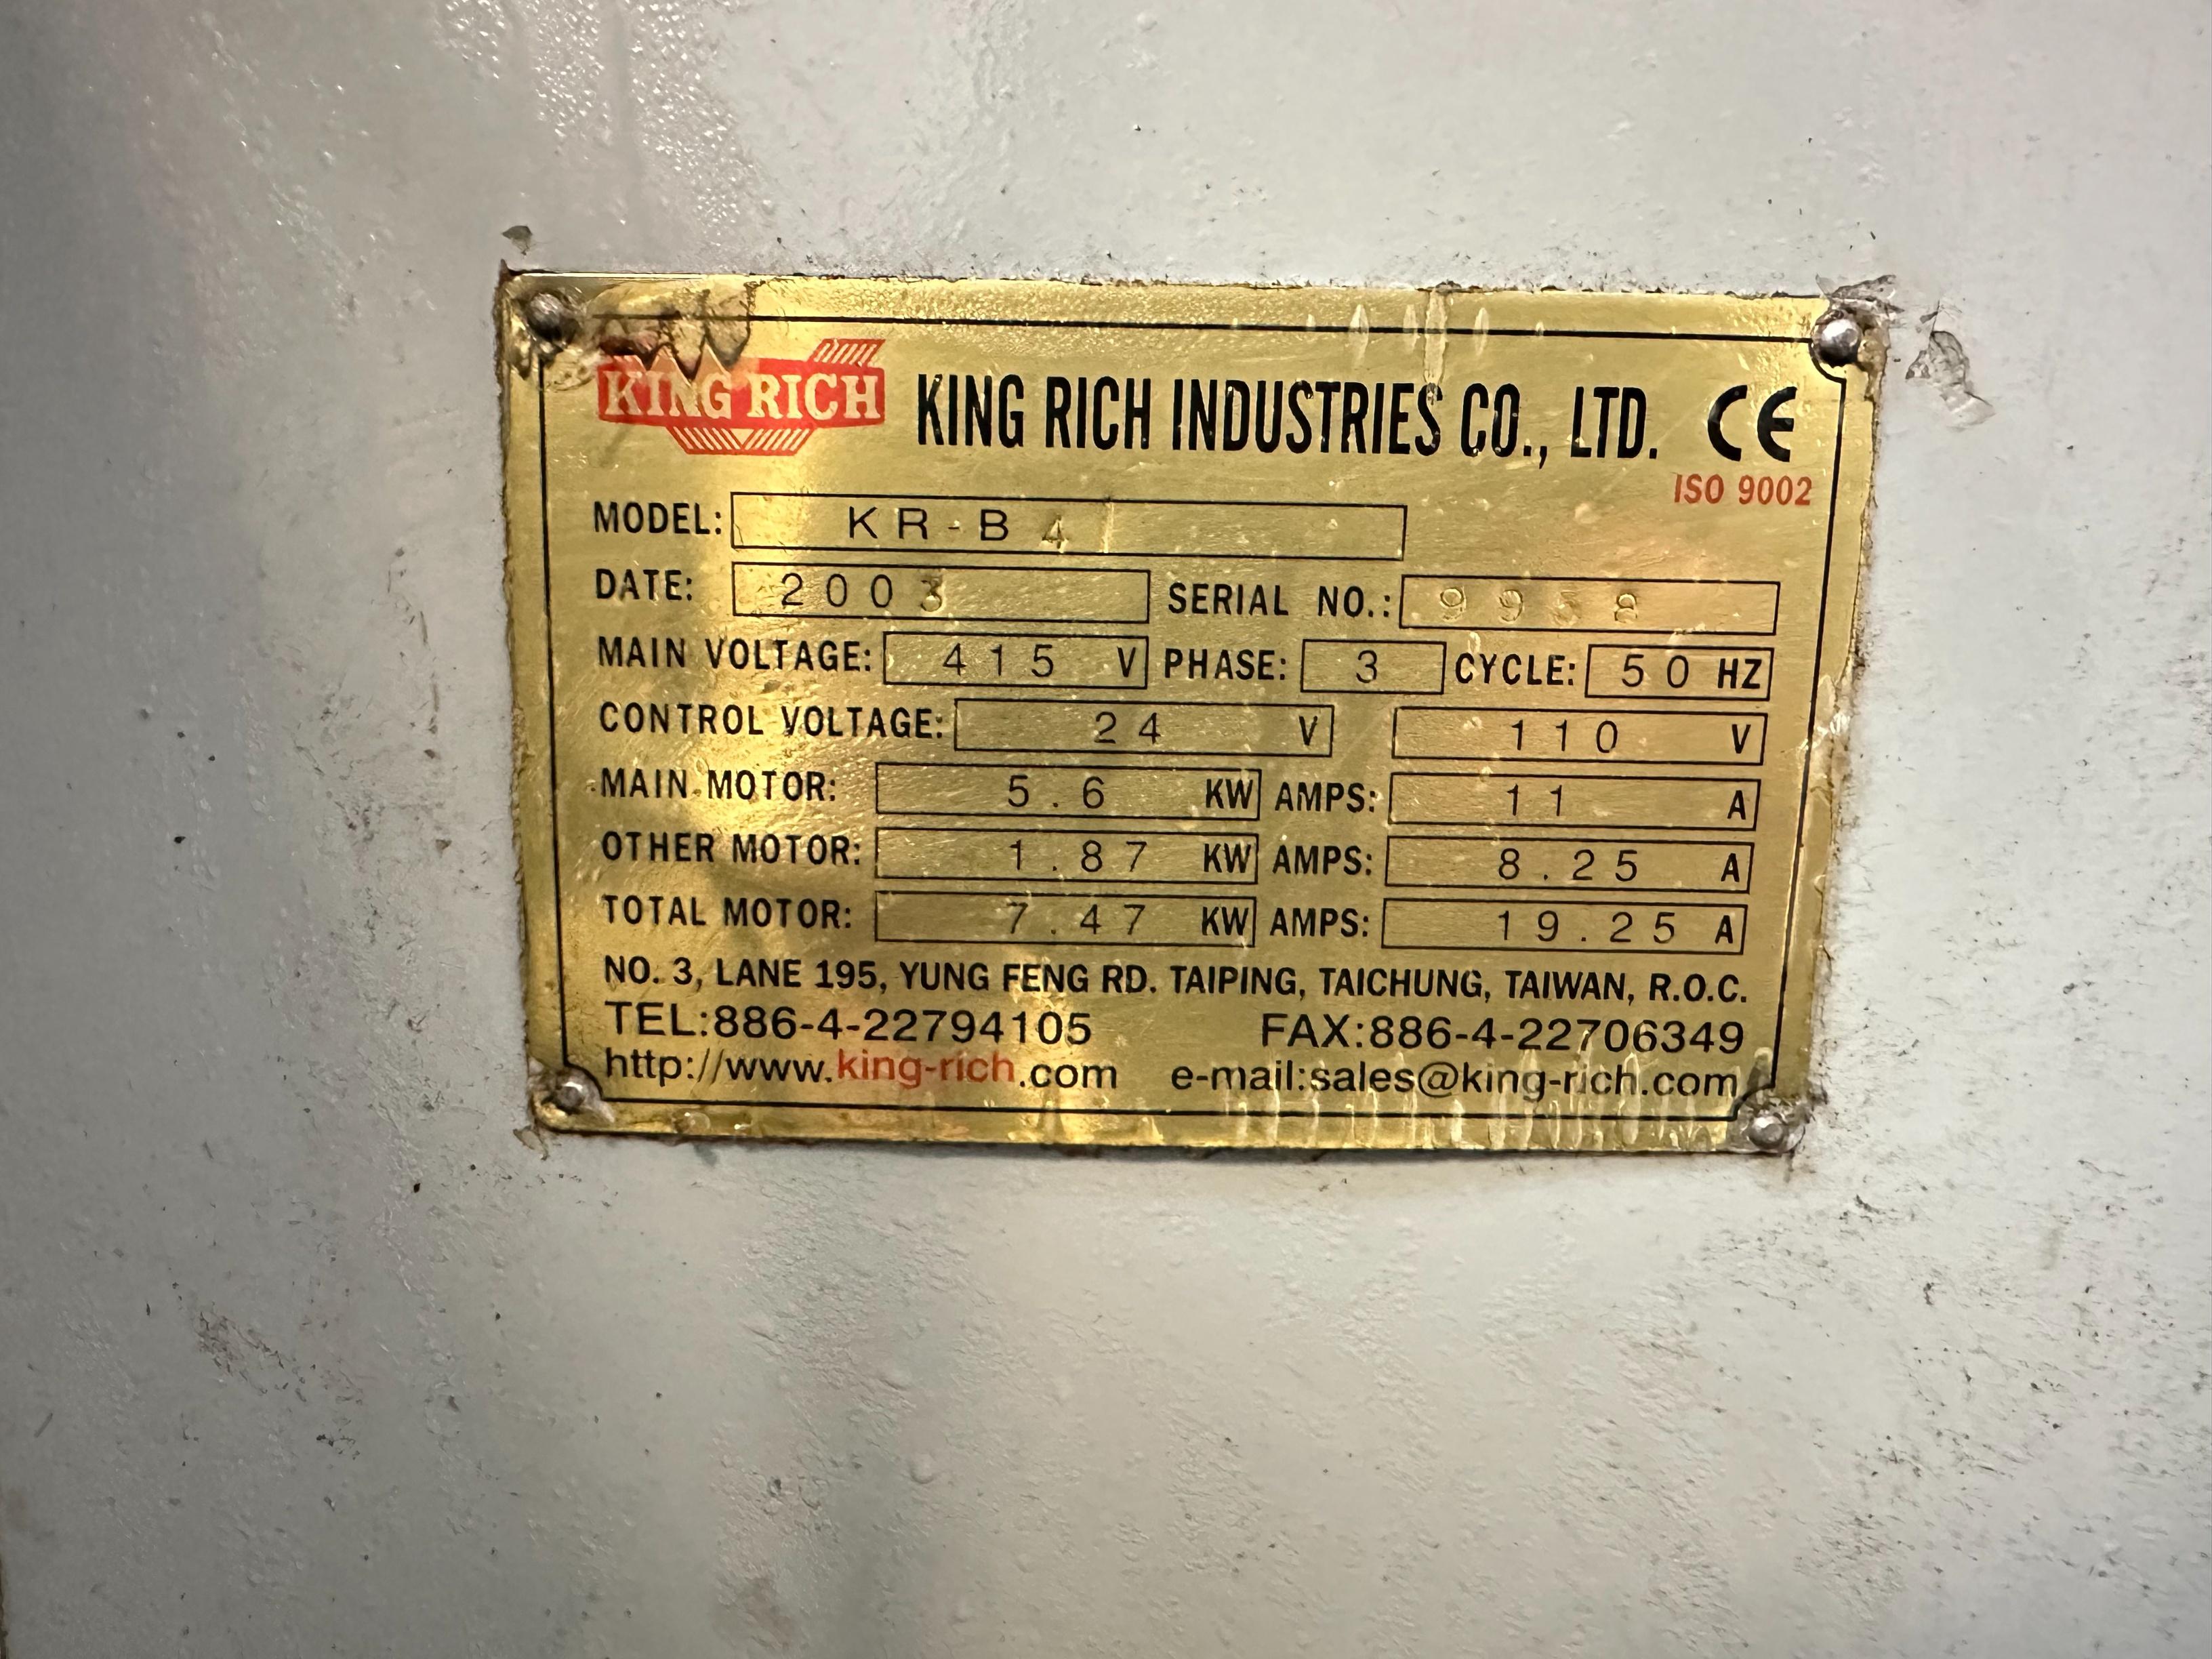 KING RICH KING RICH INDUSTRIES CO., LTD. CE
ISO 9002
MODEL: KR-B4
DATE: 2003 SERIAL NO.:
MAIN VOLTAGE: 415 V PHASE: 3 CYCLE: 50 HZ
CONTROL VOLTAGE: 24 V 110 V
MAIN MOTOR: 5.6 KW AMPS: 11 A
OTHER MOTOR: 1.87 KW AMPS: 8.25 A
TOTAL MOTOR: 7.47 KW AMPS: 19.25 A
NO. 3, LANE 195, YUNG FENG RD. TAIPING, TAICHUNG, TAIWAN, R.O.C.
TEL:886-4-22794105 FAX:886-4-22706349
http://www.king-rich.com e-mail:sales@king-rich.com